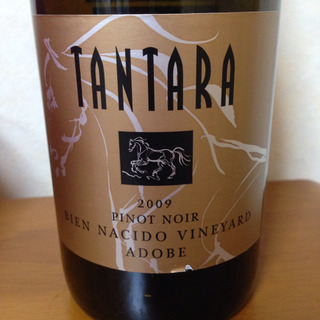 TANTARA
2009
PINOT NOIR
BIEN NACIDO VINEYARD
ADOBE